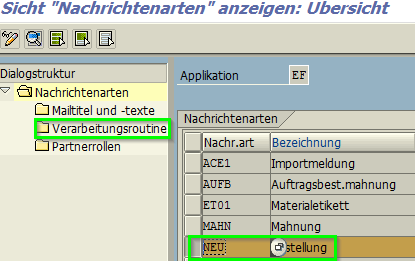 Sicht "Nachrichtenarten" anzeigen: Übersicht
Dialogstruktur
Nachrichtenarten
Mailtitel und -texte
Verarbeitungsroutine
Partnerrollen
Applikation EF
Nachrichtenarten
Nachr.art Bezeichnung
ACE1 Importmeldung
AUFB Auftragsbest.mahnung
ET01 Materialetikett
MAHN Mahnung
NEU stellung